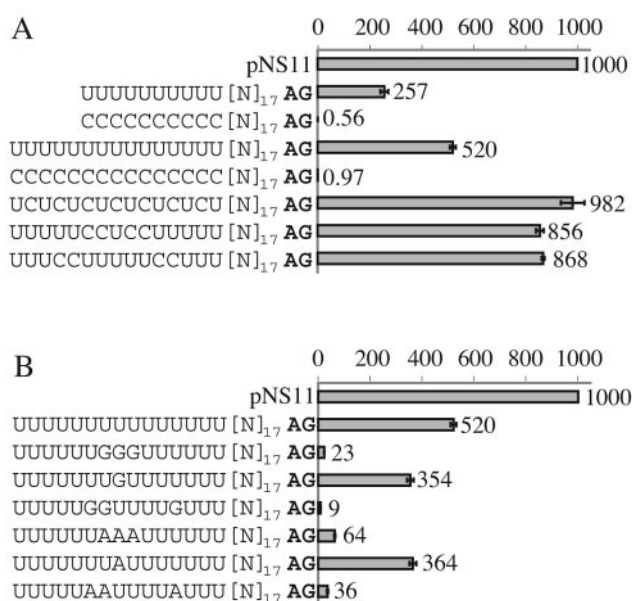 A
0 200 400 600 800 1000
pNS11 1000
UUUUUUUUUU [N]17 AG 257
CCCCCCCCCC [N]17 AG 0.56
UUUUUUUUUUUUUUU [N]17 AG 520
CCCCCCCCCCCCCCC [N]17 AG 0.97
UCUCUCUCUCUCUCU [N]17 AG 982
UUUUUCCUCCUUUUU [N]17 AG 856
UUUCCUUUUUCCUUU [N]17 AG 868
B
0 200 400 600 800 1000
pNS11 1000
UUUUUUUUUUUUUUU [N]17 AG 520
UUUUUUGGGUUUUUU [N]17 AG 23
UUUUUUUGUUUUUUU [N]17 AG 354
UUUUUGGUUUUGUUU [N]17 AG 9
UUUUUUAAAUUUUUU [N]17 AG 64
UUUUUUUAUUUUUUU [N]17 AG 364
UUUUUAAUUUUAUUU [N]17 AG 36